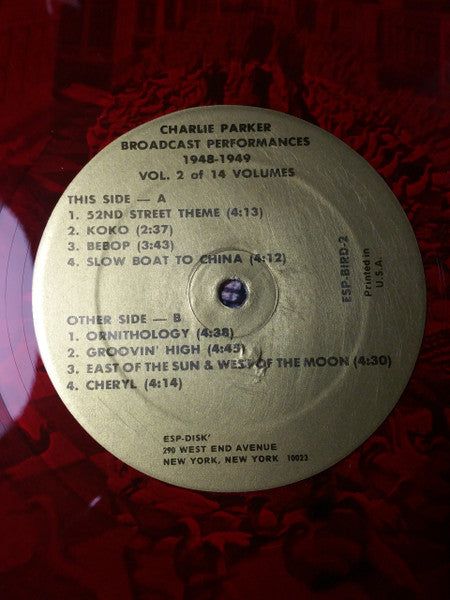 CHARLIE PARKER
BROADCAST PERFORMANCES
1948-1949
VOL. 2 of 14 VOLUMES
THIS SIDE — A
1. 52ND STREET THEME (4:13)
2. KOKO (2:37)
3. BEBOP (3:43)
4. SLOW BOAT TO CHINA (4:12)
ESP-BIRD-2
Printed in
U.S.A.
OTHER SIDE — B
1. ORNITHOLOGY (4:38)
2. GROOVIN' HIGH (4:45)
3. EAST OF THE SUN & WEST OF THE MOON (4:30)
4. CHERYL (4:14)
ESP-DISK'
290 WEST END AVENUE
NEW YORK, NEW YORK 10023